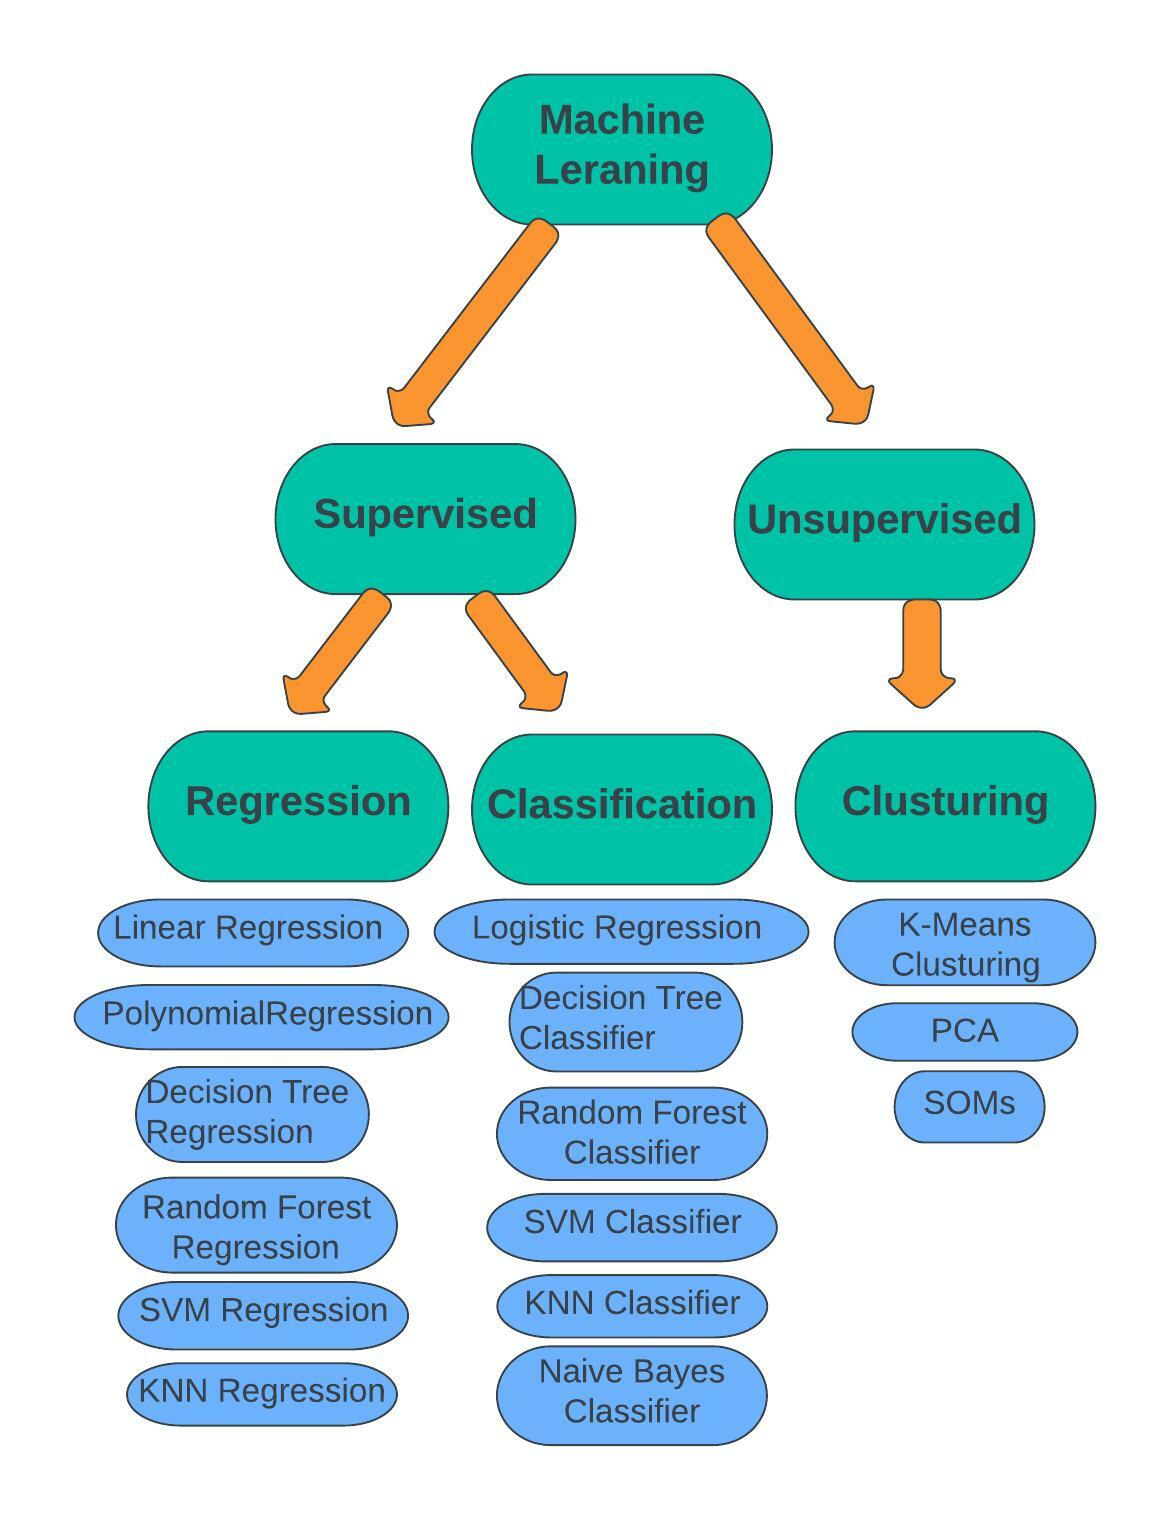 Machine
Leraning
Supervised
Unsupervised
Regression
Classification
Clusturing
Linear Regression
PolynomialRegression
Decision Tree
Regression
Random Forest
Regression
SVM Regression
KNN Regression
Logistic Regression
Decision Tree
Classifier
Random Forest
Classifier
SVM Classifier
KNN Classifier
Naive Bayes
Classifier
K-Means
Clusturing
PCA
SOMs